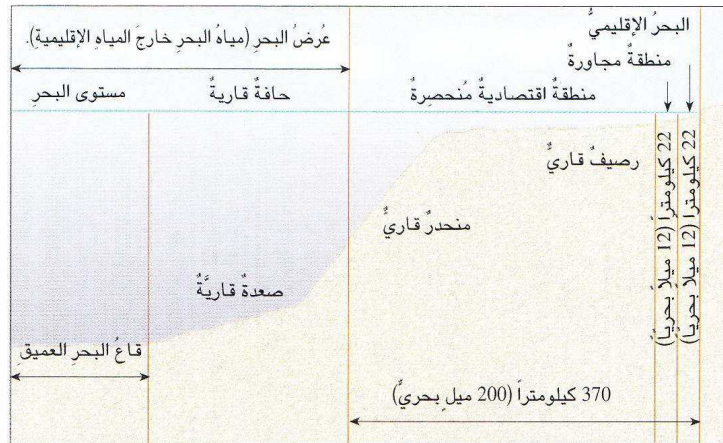 البحرُ الإقليميُّ
منطقةٌ مجاورةٌ
عُرضُ البحرِ (مياهُ البحرِ خارجَ المياهِ الإقليميةِ).
منطقةٌ اقتصاديةٌ مُنحصِرةٌ
حافةٌ قاريةٌ
مستوى البحرِ
22 كيلومتراً (12 ميلاً بحرياً)
22 كيلومتراً (12 ميلاً بحرياً)
رصيفٌ قاريٌّ
منحدرٌ قاريٌّ
صعدةٌ قاريَّةٌ
قاعُ البحرِ العميقِ
370 كيلومتراً (200 ميلٍ بحريٍّ)